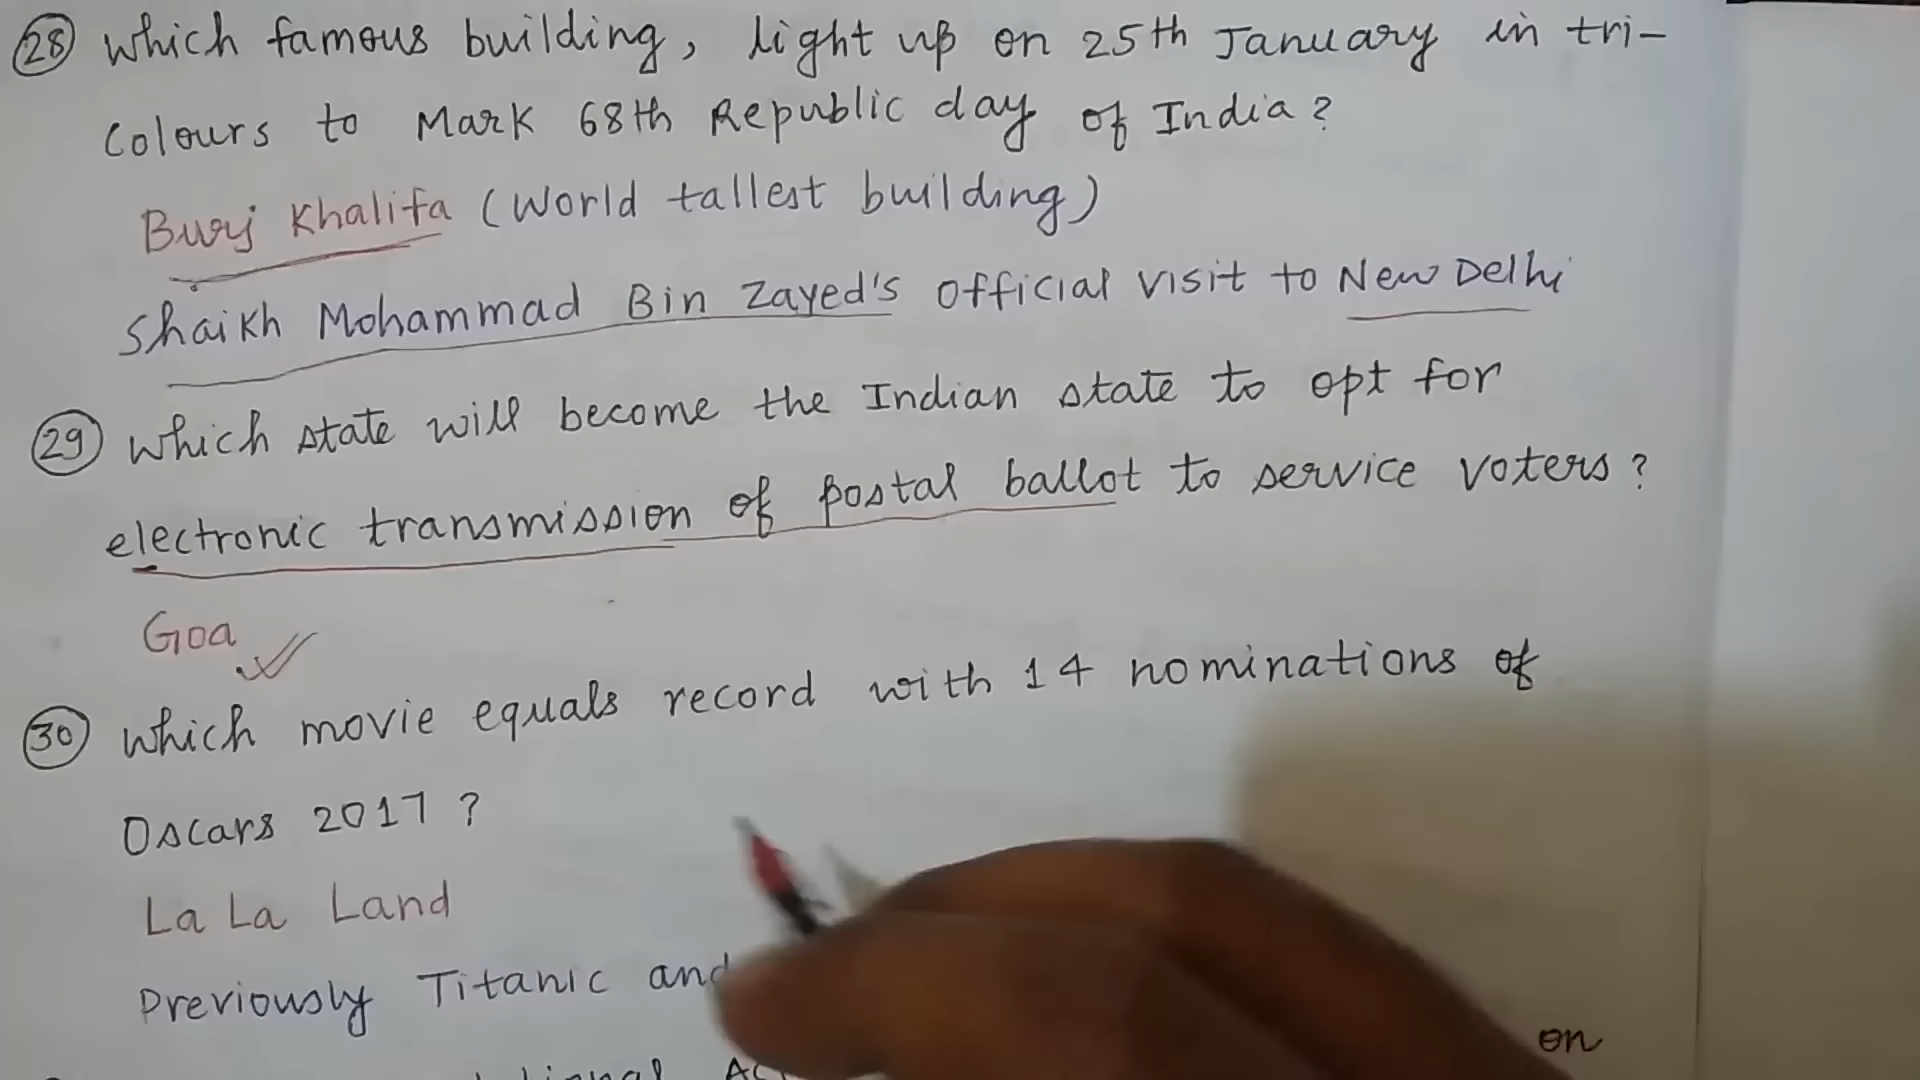 28 Which famous building, light up on 25th January in tri-
colours to Mark 68th Republic day of India?
Burj Khalifa (World tallest building)
Shaikh Mohammad Bin Zayed's official visit to New Delhi
29 Which state will become the Indian state to opt for
electronic transmission of postal ballot to service voters?
Goa
30 Which movie equals record with 14 nominations of
Oscars 2017?
La La Land
Previously Titanic and
on